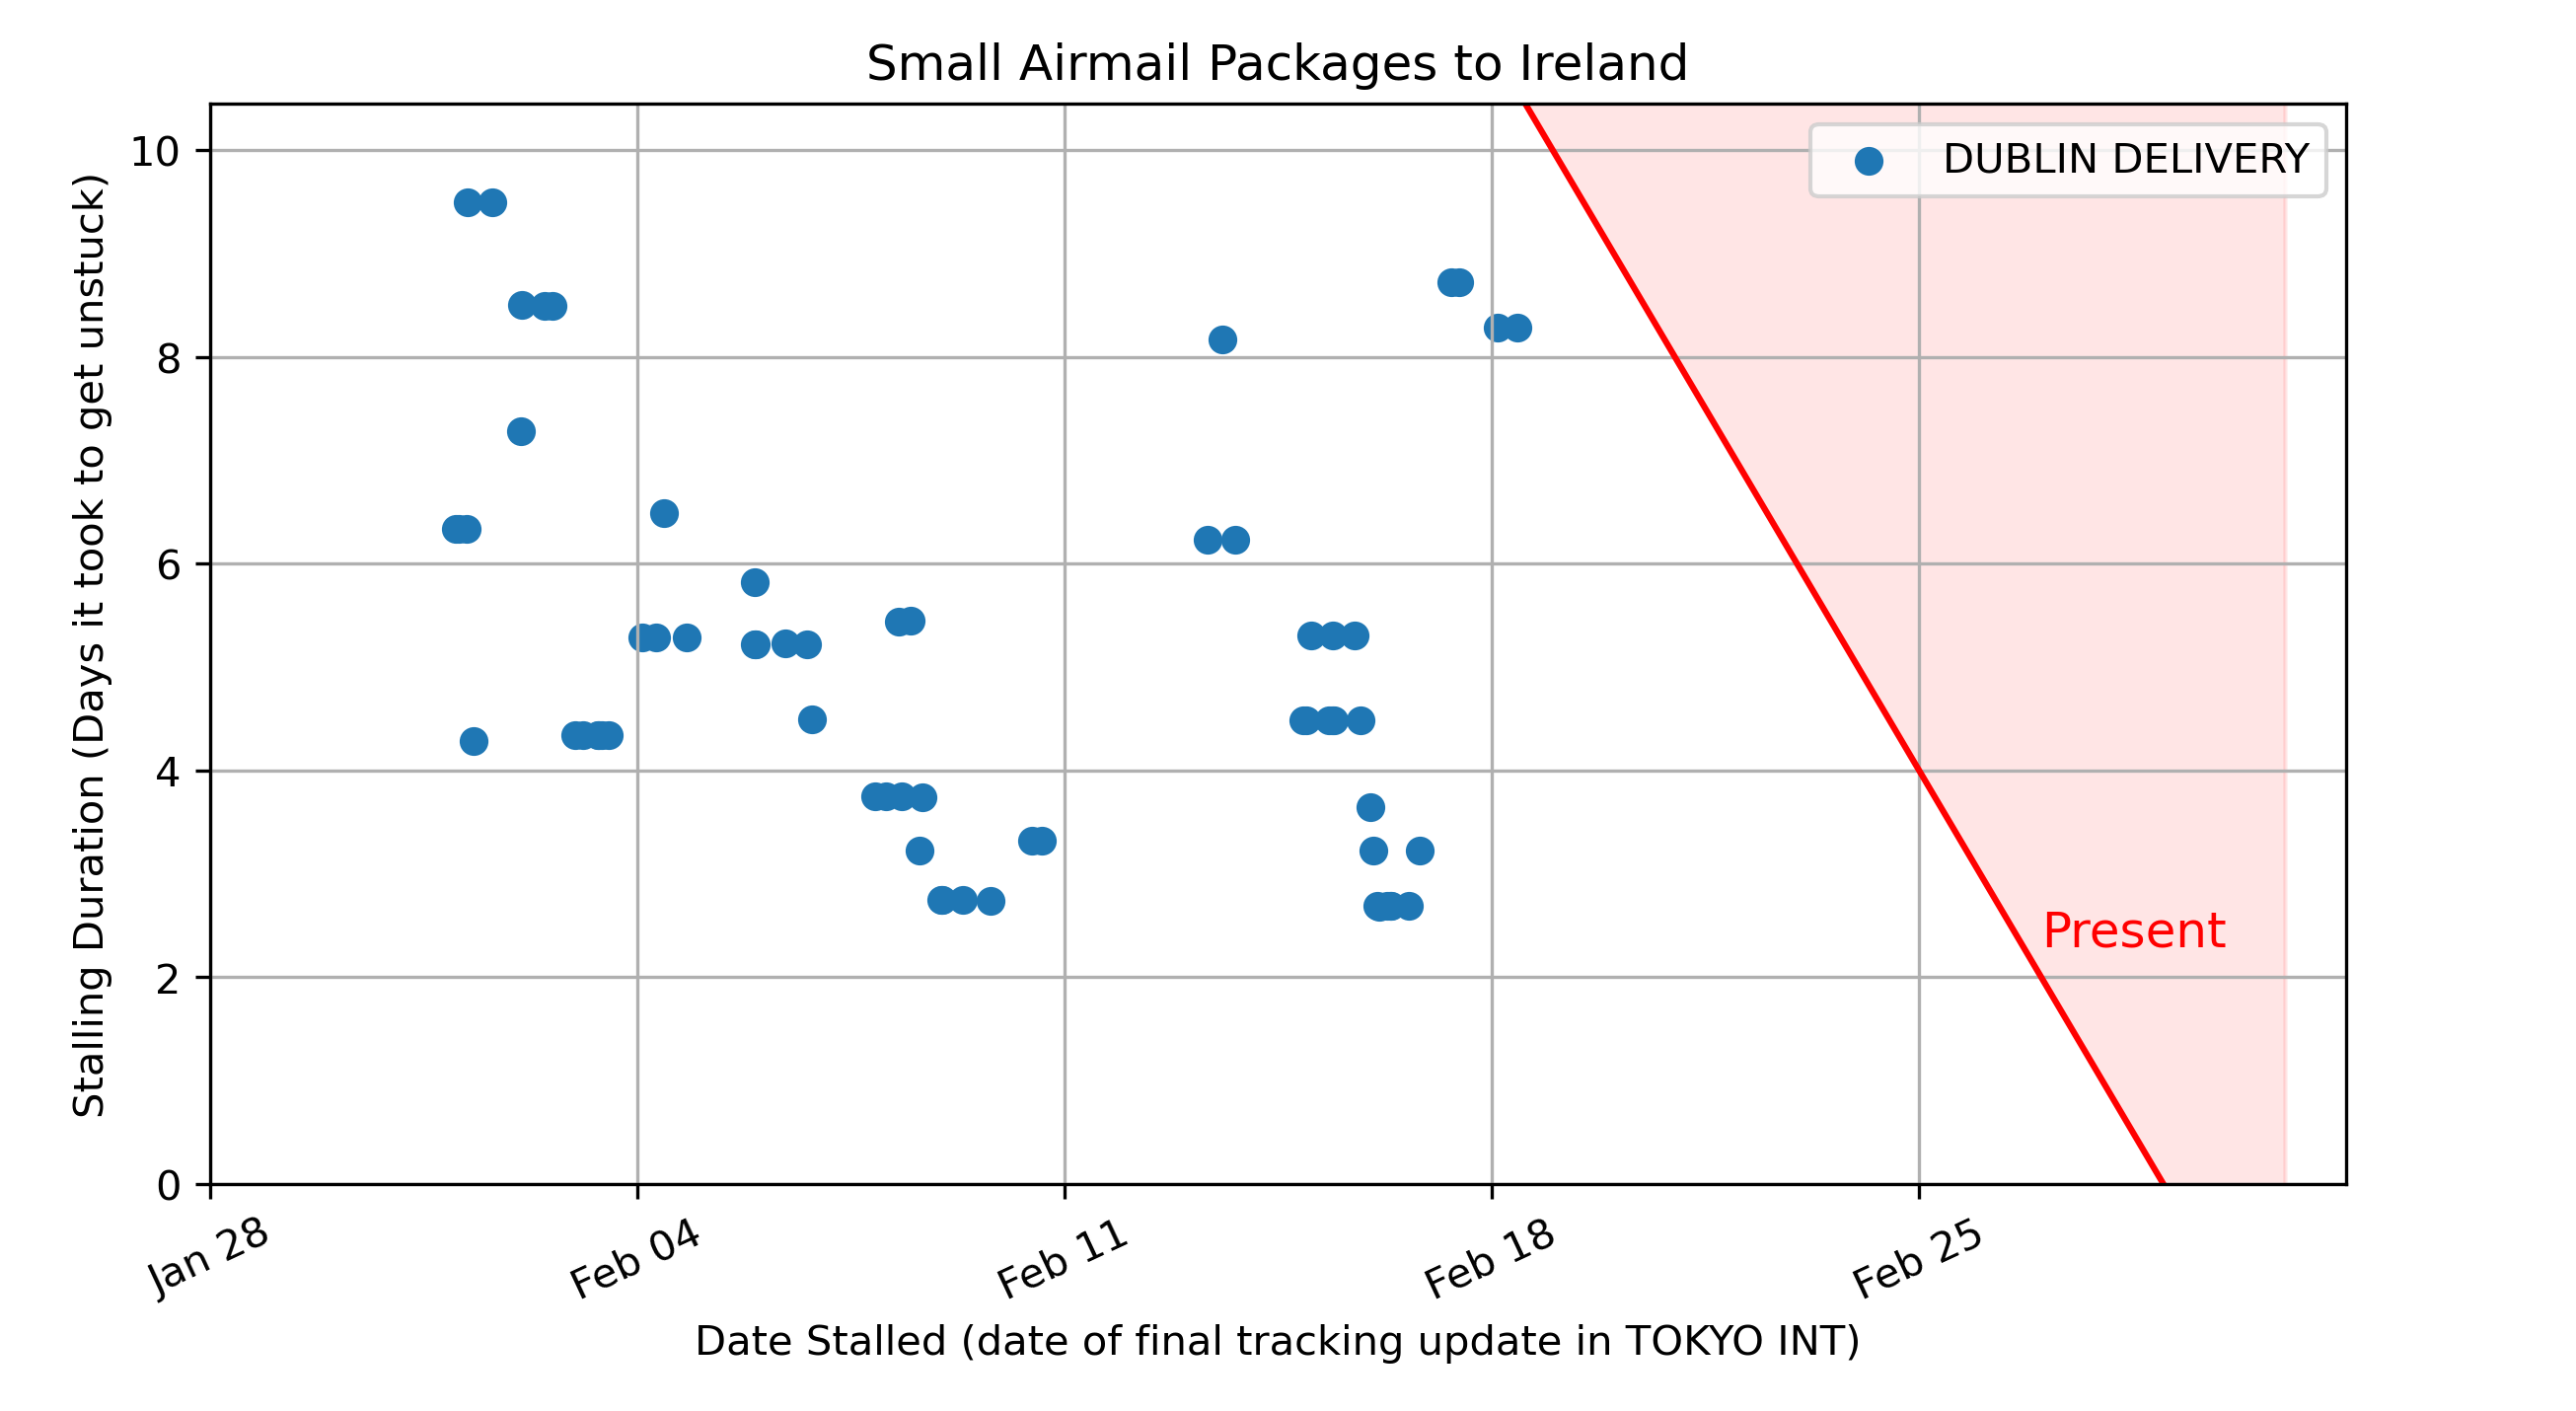 Small Airmail Packages to Ireland
DUBLIN DELIVERY
Stalling Duration (Days it took to get unstuck)
10
8
6
4
2
0
Present
Jan 28
Feb 04
Feb 11
Feb 18
Feb 25
Date Stalled (date of final tracking update in TOKYO INT)